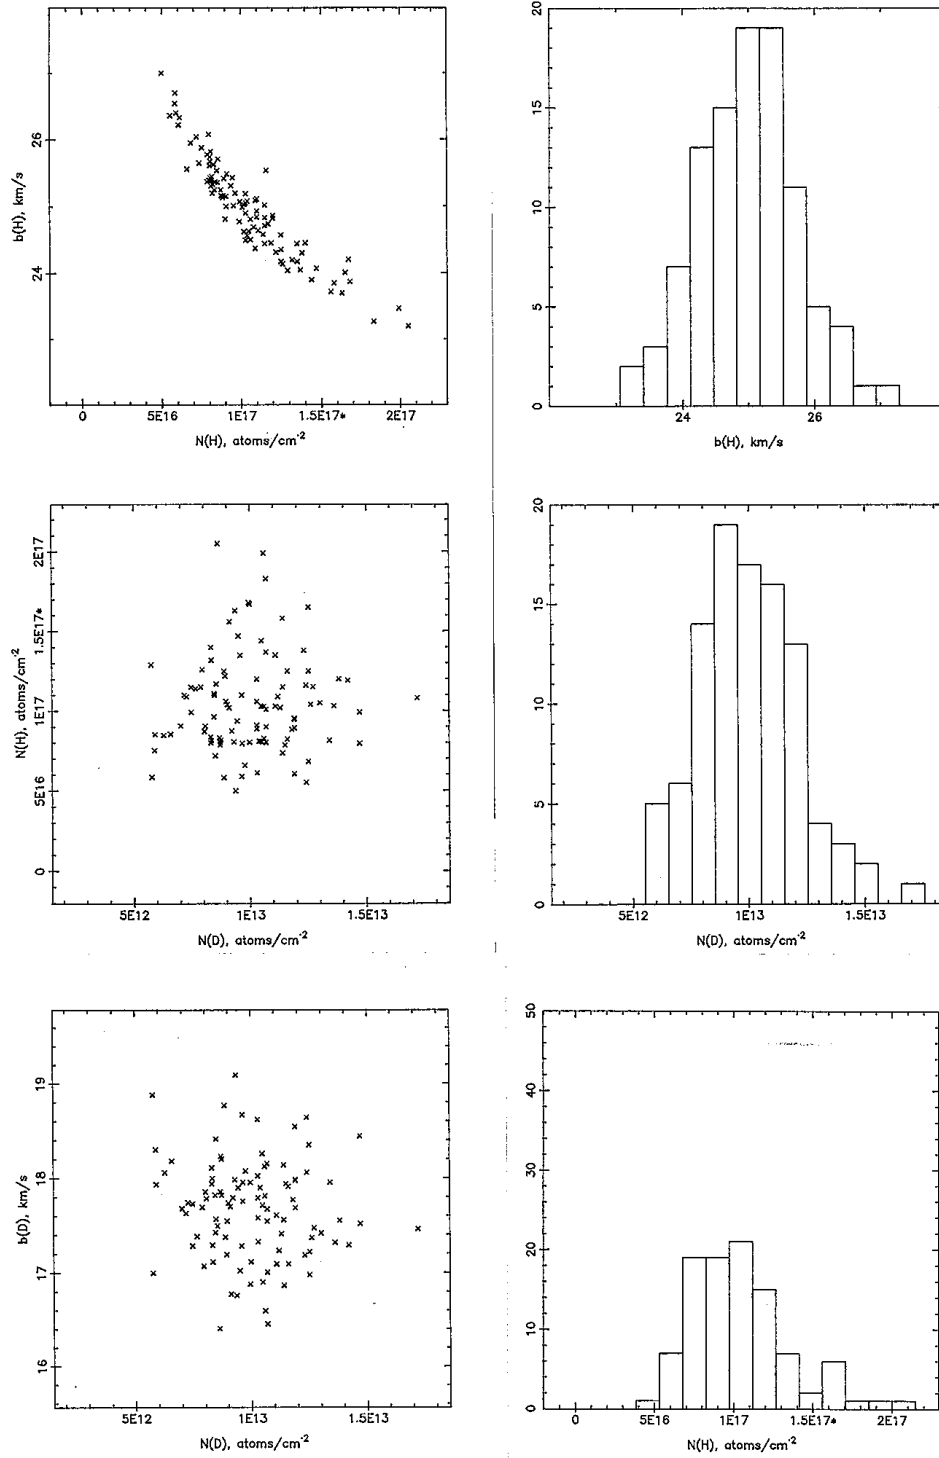 26
24
b(H), km/s
0 5E16 1E17 1.5E17* 2E17
N(H), atoms/cm-2
20
15
10
5
0
24 26
b(H), km/s
2E17
1.5E17*
1E17
5E16
0
N(H), atoms/cm-2
5E12 1E13 1.5E13
N(D), atoms/cm-2
20
15
10
5
0
5E12 1E13 1.5E13
N(D), atoms/cm-2
19
18
17
16
b(D), km/s
5E12 1E13 1.5E13
N(D), atoms/cm-2
50
40
30
20
10
0
0 5E16 1E17 1.5E17* 2E17
N(H), atoms/cm-2